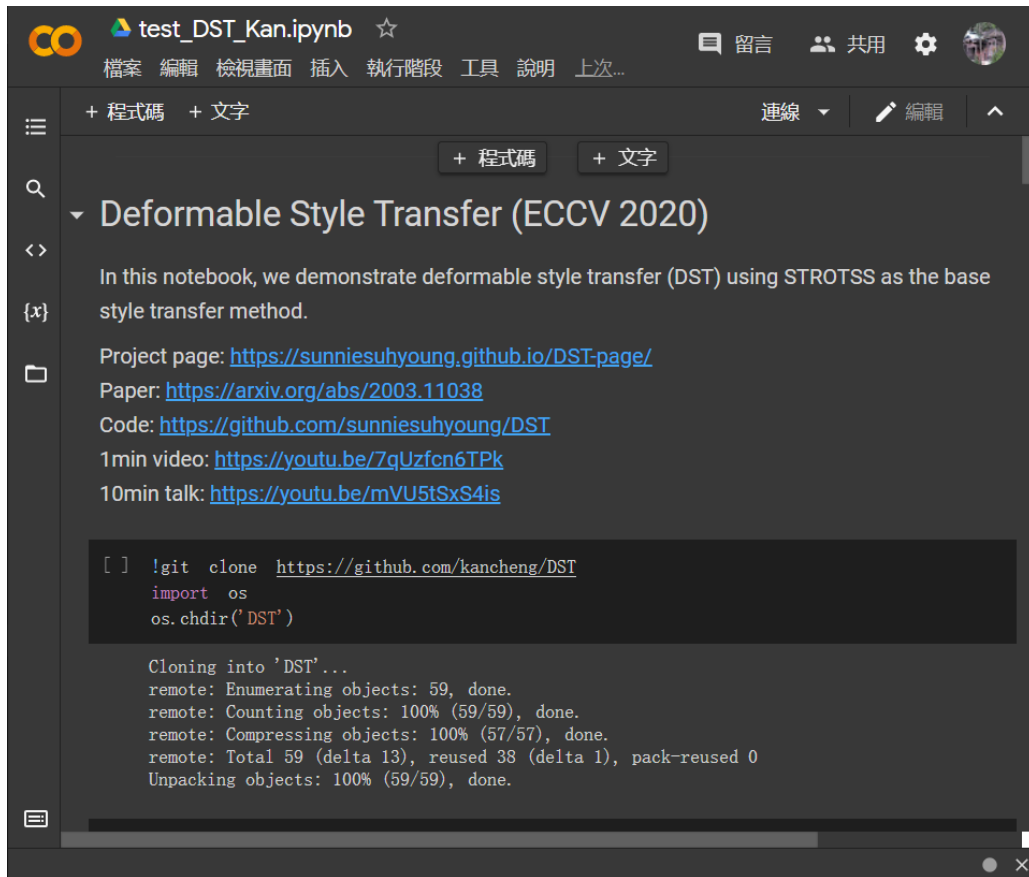 test_DST_Kan.ipynb
留言
共用
檔案 編輯 檢視畫面 插入 執行階段 工具 說明 上次...
+ 程式碼 + 文字
連線
編輯
+ 程式碼
+ 文字
Deformable Style Transfer (ECCV 2020)
In this notebook, we demonstrate deformable style transfer (DST) using STROTSS as the base
style transfer method.
Project page: https://sunniesuhyoung.github.io/DST-page/
Paper: https://arxiv.org/abs/2003.11038
Code: https://github.com/sunniesuhyoung/DST
1min video: https://youtu.be/7qUzfcn6TPk
10min talk: https://youtu.be/mVU5tSxS4is
[ ] !git clone https://github.com/kancheng/DST
import os
os.chdir('DST')
Cloning into 'DST'...
remote: Enumerating objects: 59, done.
remote: Counting objects: 100% (59/59), done.
remote: Compressing objects: 100% (57/57), done.
remote: Total 59 (delta 13), reused 38 (delta 1), pack-reused 0
Unpacking objects: 100% (59/59), done.